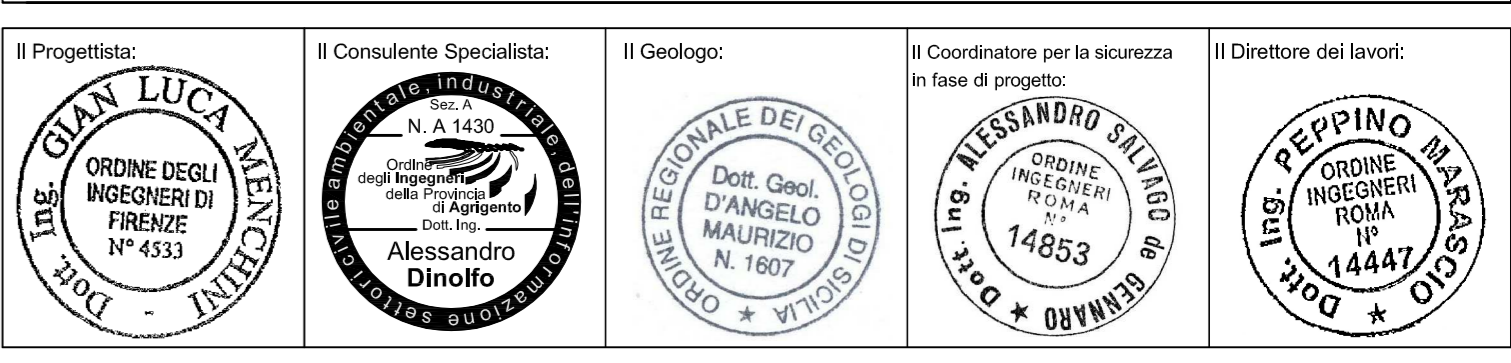 Il Progettista:
Dott. Ing. GIAN LUCA MENCHINI -
ORDINE DEGLI
INGEGNERI DI
FIRENZE
N° 4533
Il Consulente Specialista:
settori civile ambientale, industriale, dell'informazione
Sez. A
N. A 1430
Ordine
degli Ingegneri
della Provincia
di Agrigento
Dott. Ing.
Alessandro
Dinolfo
Il Geologo:
ORDINE REGIONALE DEI GEOLOGI DI SICILIA
Dott. Geol.
D'ANGELO
MAURIZIO
N. 1607
Il Coordinatore per la sicurezza
in fase di progetto:
Dott. Ing. ALESSANDRO SALVAGO de GENNARO
ORDINE
INGEGNERI
ROMA
N°
14853
Il Direttore dei lavori:
Dott. Ing. PEPPINO MARASCIO
ORDINE
INGEGNERI
ROMA
N°
14447